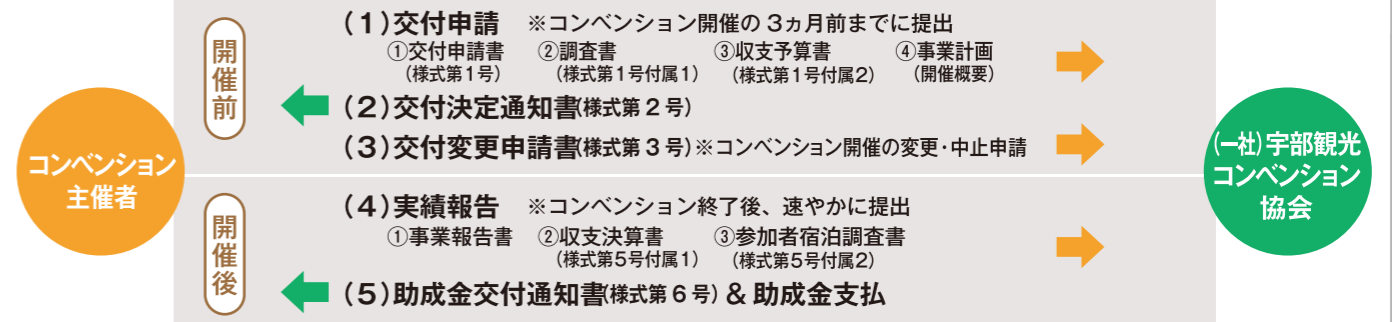 コンベンション
主催者
開催前
(1)交付申請 ※コンベンション開催の3ヵ月前までに提出
①交付申請書 ②調査書 ③収支予算書 ④事業計画
(様式第1号) (様式第1号付属1) (様式第1号付属2) (開催概要)
(2)交付決定通知書(様式第2号)
(3)交付変更申請書(様式第3号)※コンベンション開催の変更・中止申請
開催後
(4)実績報告 ※コンベンション終了後、速やかに提出
①事業報告書 ②収支決算書 ③参加者宿泊調査書
(様式第5号付属1) (様式第5号付属2)
(5)助成金交付通知書(様式第6号)&助成金支払
(一社)宇部観光
コンベンション
協会